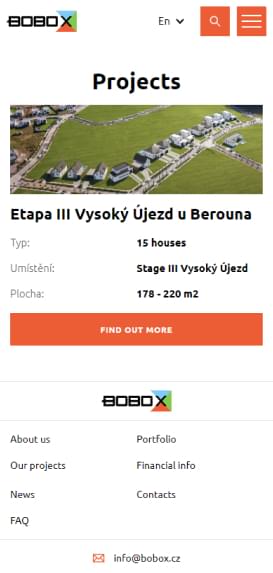 BOBOX
En
Projects
Etapa III Vysoký Újezd u Berouna
Typ: 15 houses
Umístění: Stage III Vysoký Újezd
Plocha: 178 - 220 m2
FIND OUT MORE
BOBOX
About us Portfolio
Our projects Financial info
News Contacts
FAQ
info@bobox.cz